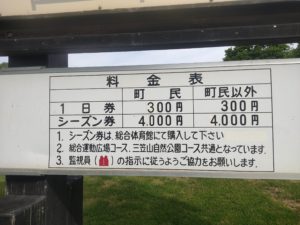 料金表
町民 町民以外
1日券 300円 300円
シーズン券 4,000円 4,000円
1. シーズン券は、総合体育館にて購入して下さい
2. 総合運動広場コース、三笠山自然公園コース共通となっています。
3. 監視員( )の指示に従うようご協力をお願いします。